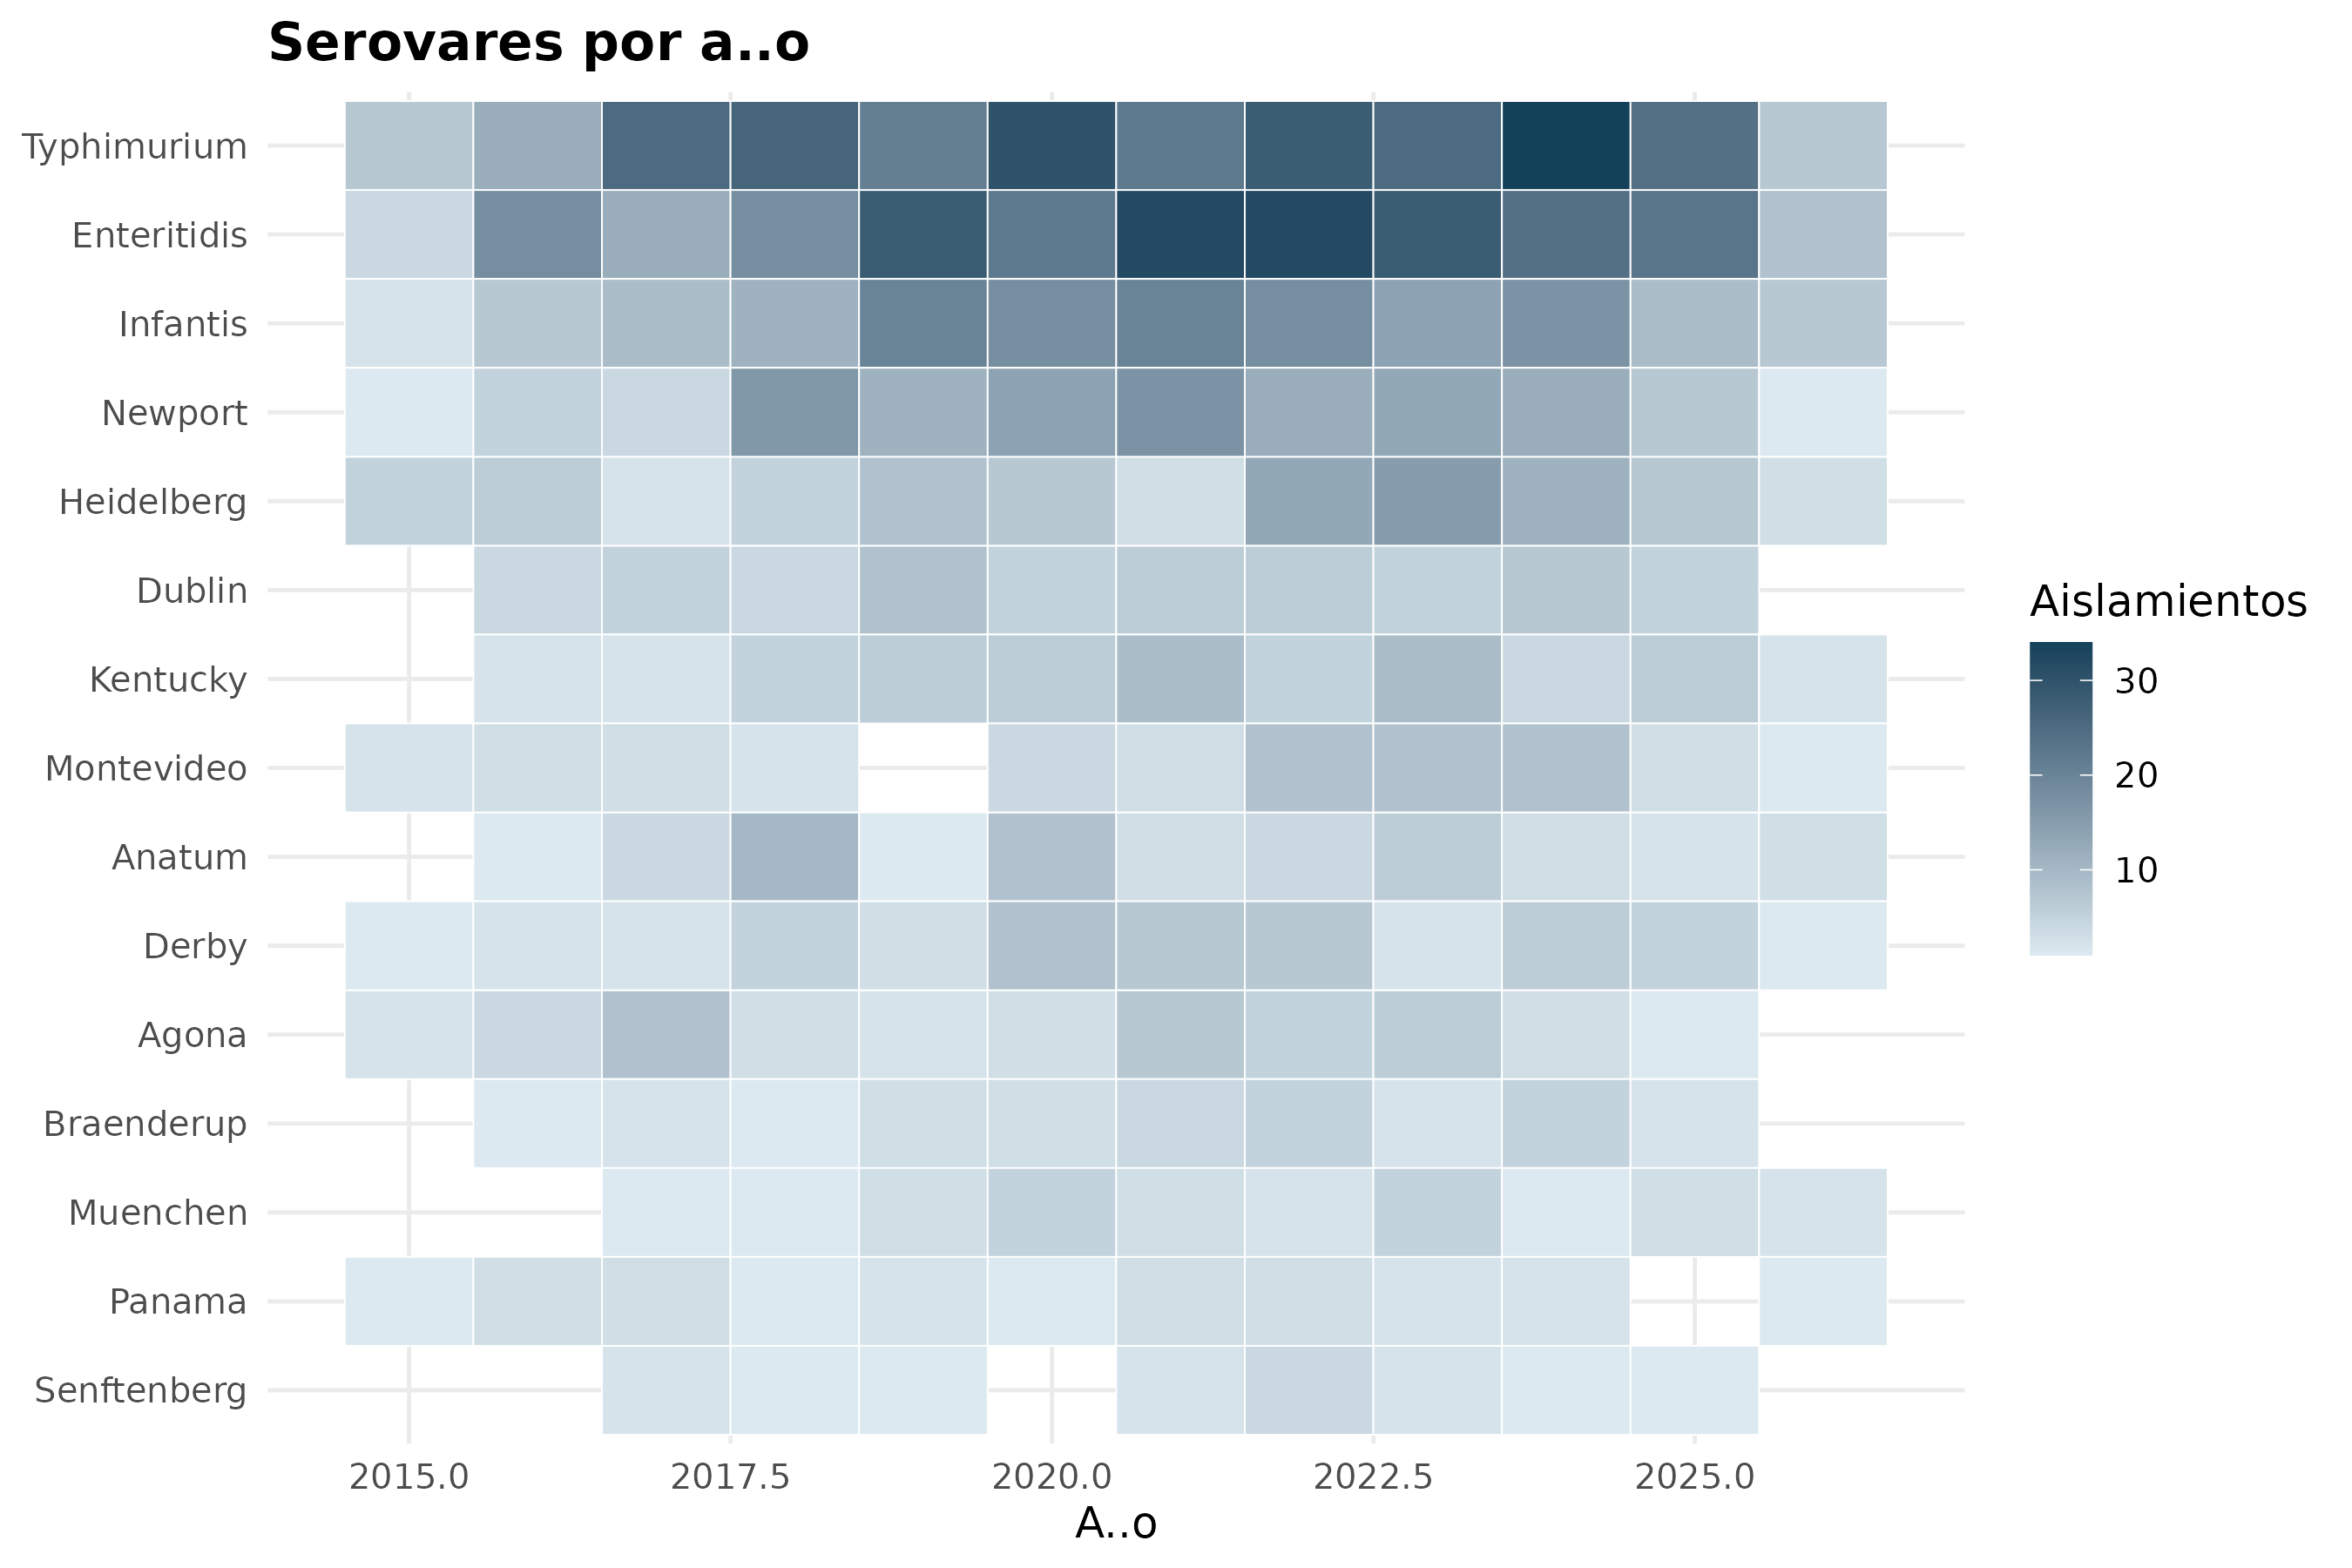 Serovares por a..o
Typhimurium
Enteritidis
Infantis
Newport
Heidelberg
Dublin
Kentucky
Montevideo
Anatum
Derby
Agona
Braenderup
Muenchen
Panama
Senftenberg
2015.0 2017.5 2020.0 2022.5 2025.0
A..o
Aislamientos
30
20
10